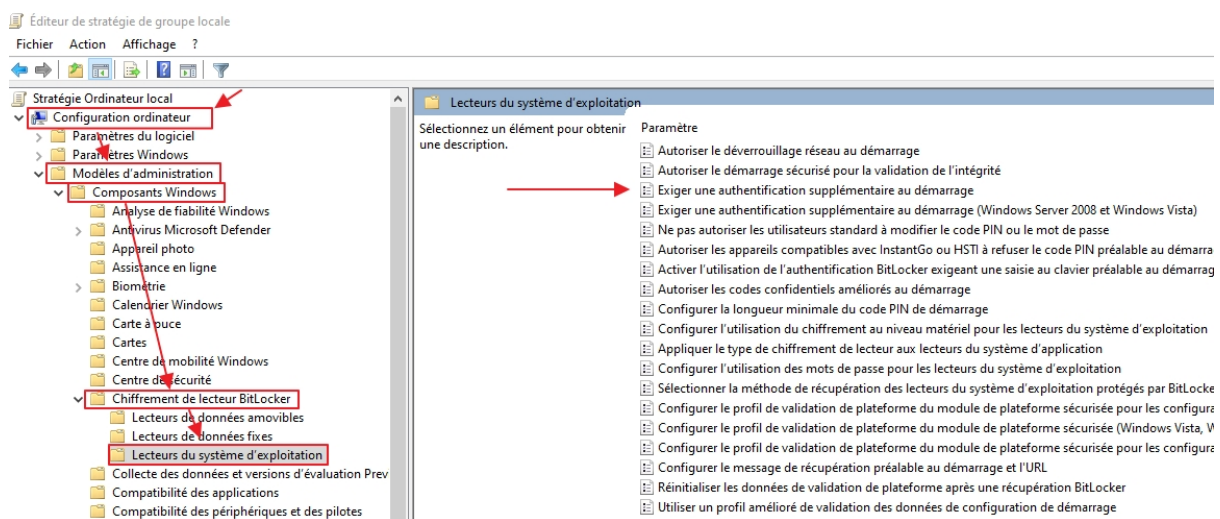 Éditeur de stratégie de groupe locale
Fichier Action Affichage ?
Stratégie Ordinateur local
Configuration ordinateur
Paramètres du logiciel
Paramètres Windows
Modèles d'administration
Composants Windows
Analyse de fiabilité Windows
Antivirus Microsoft Defender
Appareil photo
Assistance en ligne
Biométrie
Calendrier Windows
Carte à puce
Cartes
Centre de mobilité Windows
Centre de sécurité
Chiffrement de lecteur BitLocker
Lecteurs de données amovibles
Lecteurs de données fixes
Lecteurs du système d'exploitation
Collecte des données et versions d'évaluation Prev
Compatibilité des applications
Compatibilité des périphériques et des pilotes
Lecteurs du système d'exploitation
Sélectionnez un élément pour obtenir
une description.
Paramètre
Autoriser le déverrouillage réseau au démarrage
Autoriser le démarrage sécurisé pour la validation de l'intégrité
Exiger une authentification supplémentaire au démarrage
Exiger une authentification supplémentaire au démarrage (Windows Server 2008 et Windows Vista)
Ne pas autoriser les utilisateurs standard à modifier le code PIN ou le mot de passe
Autoriser les appareils compatibles avec InstantGo ou HSTI à refuser le code PIN préalable au démarra
Activer l'utilisation de l'authentification BitLocker exigeant une saisie au clavier préalable au démarrag
Autoriser les codes confidentiels améliorés au démarrage
Configurer la longueur minimale du code PIN de démarrage
Configurer l'utilisation du chiffrement au niveau matériel pour les lecteurs du système d'exploitation
Appliquer le type de chiffrement de lecteur aux lecteurs du système d'application
Configurer l'utilisation des mots de passe pour les lecteurs du système d'exploitation
Sélectionner la méthode de récupération des lecteurs du système d'exploitation protégés par BitLocke
Configurer le profil de validation de plateforme du module de plateforme sécurisée pour les configura
Configurer le profil de validation de plateforme du module de plateforme sécurisée (Windows Vista, W
Configurer le profil de validation de plateforme du module de plateforme sécurisée pour les configura
Configurer le message de récupération préalable au démarrage et l'URL
Réinitialiser les données de validation de plateforme après une récupération BitLocker
Utiliser un profil amélioré de validation des données de configuration de démarrage